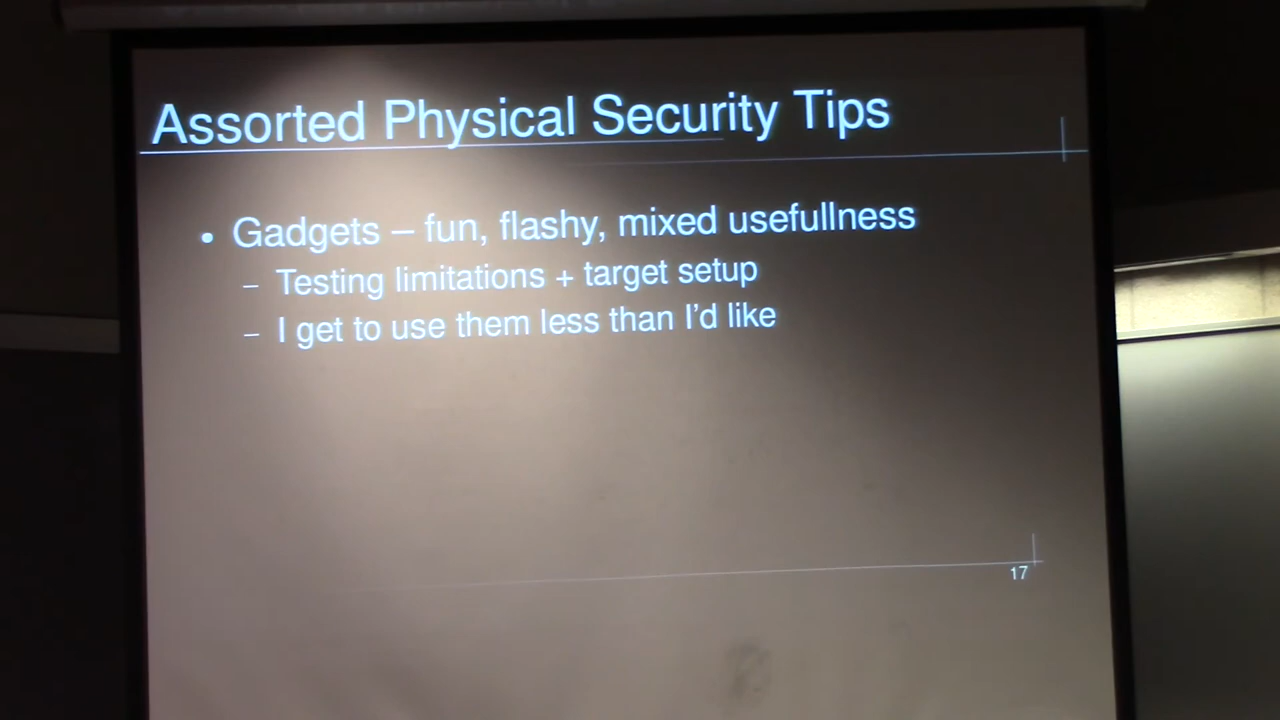 Assorted Physical Security Tips
• Gadgets – fun, flashy, mixed usefullness
– Testing limitations + target setup
– I get to use them less than I'd like
17